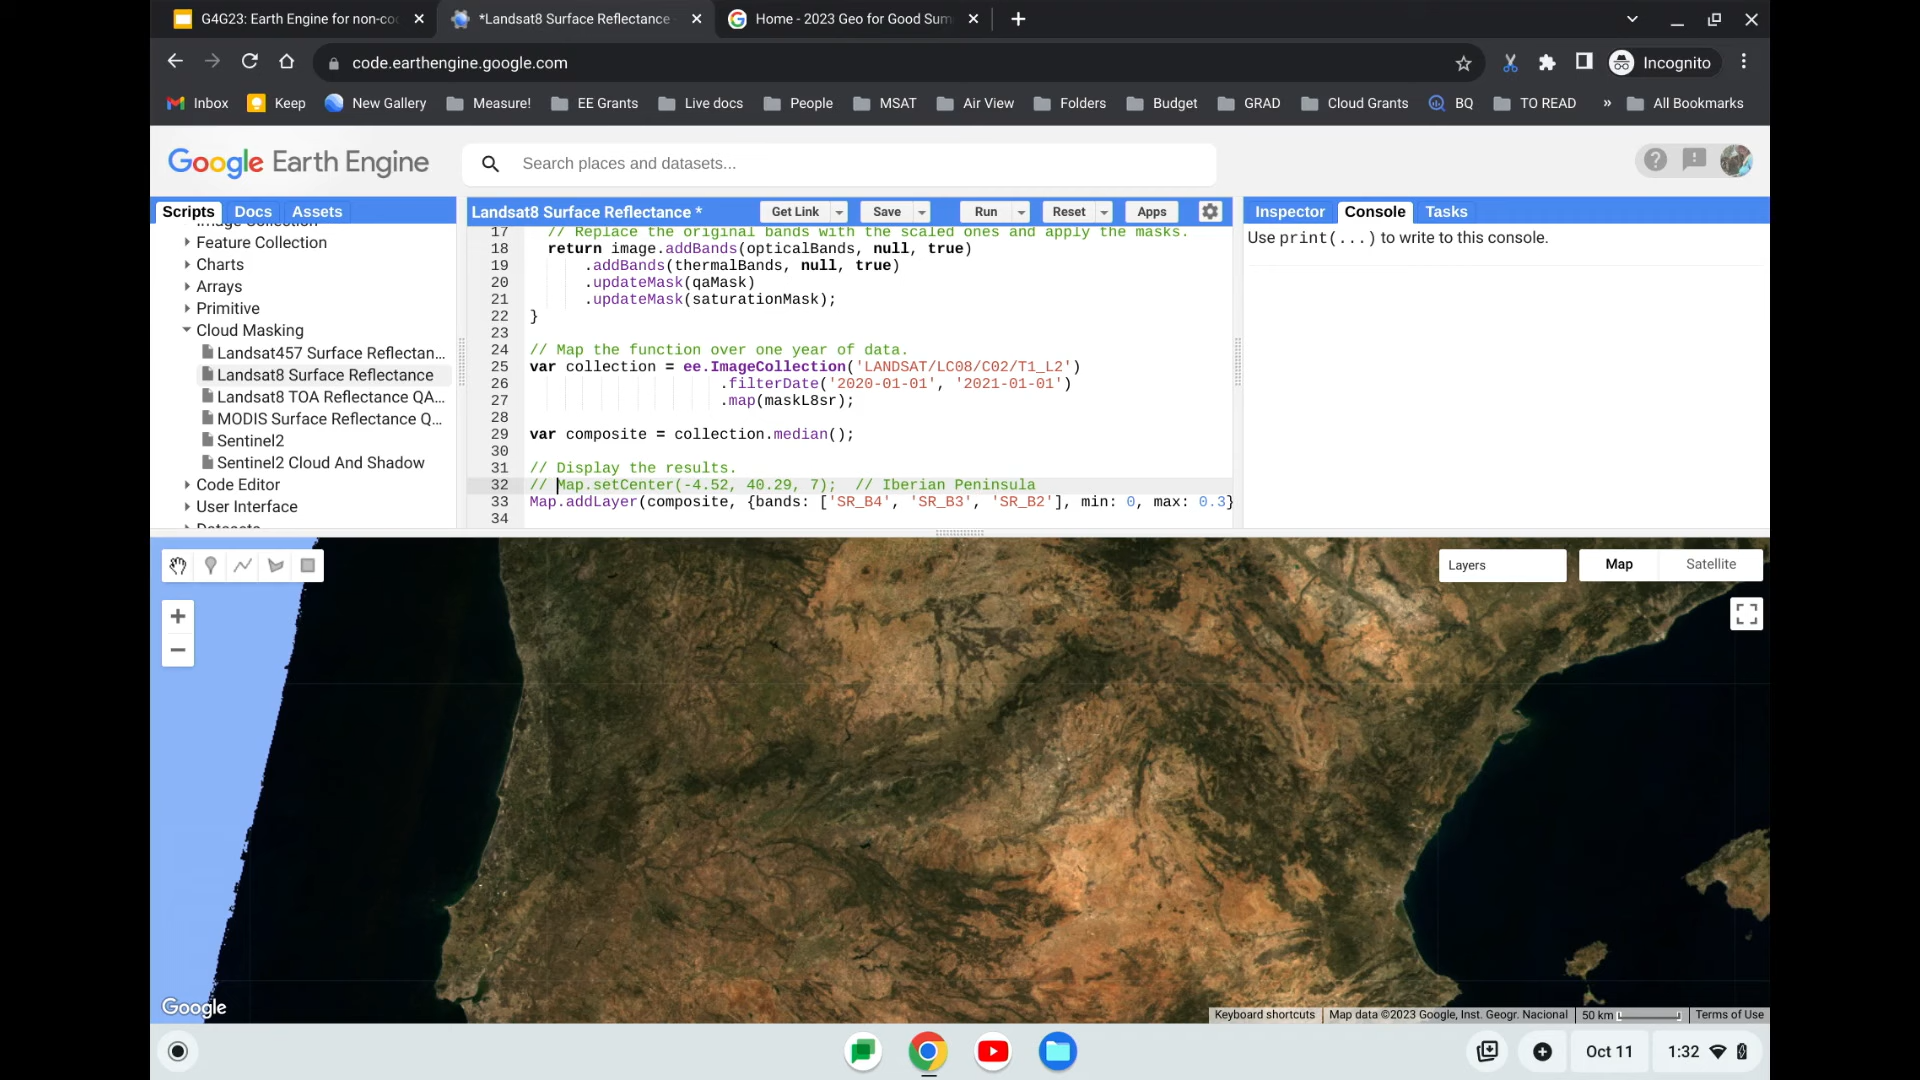 G4G23: Earth Engine for non-co
*Landsat8 Surface Reflectance
Home - 2023 Geo for Good Sum
code.earthengine.google.com
Incognito
Inbox
Keep
New Gallery
Measure!
EE Grants
Live docs
People
MSAT
Air View
Folders
Budget
GRAD
Cloud Grants
BQ
TO READ
»
All Bookmarks
Google Earth Engine
Search places and datasets...
Scripts
Docs
Assets
Feature Collection
Charts
Arrays
Primitive
Cloud Masking
Landsat457 Surface Reflectan...
Landsat8 Surface Reflectance
Landsat8 TOA Reflectance QA...
MODIS Surface Reflectance Q...
Sentinel2
Sentinel2 Cloud And Shadow
Code Editor
User Interface
Landsat8 Surface Reflectance *
Get Link
Save
Run
Reset
Apps
17 // Replace the original bands with the scaled ones and apply the masks.
18 return image.addBands(opticalBands, null, true)
19 .addBands(thermalBands, null, true)
20 .updateMask(qaMask)
21 .updateMask(saturationMask);
22 }
23
24 // Map the function over one year of data.
25 var collection = ee.ImageCollection('LANDSAT/LC08/C02/T1_L2')
26 .filterDate('2020-01-01', '2021-01-01')
27 .map(maskL8sr);
28
29 var composite = collection.median();
30
31 // Display the results.
32 // Map.setCenter(-4.52, 40.29, 7); // Iberian Peninsula
33 Map.addLayer(composite, {bands: ['SR_B4', 'SR_B3', 'SR_B2'], min: 0, max: 0.3}
34
Inspector
Console
Tasks
Use print(...) to write to this console.
Layers
Map
Satellite
Google
Keyboard shortcuts
Map data ©2023 Google, Inst. Geogr. Nacional
50 km
Terms of Use
Oct 11
1:32